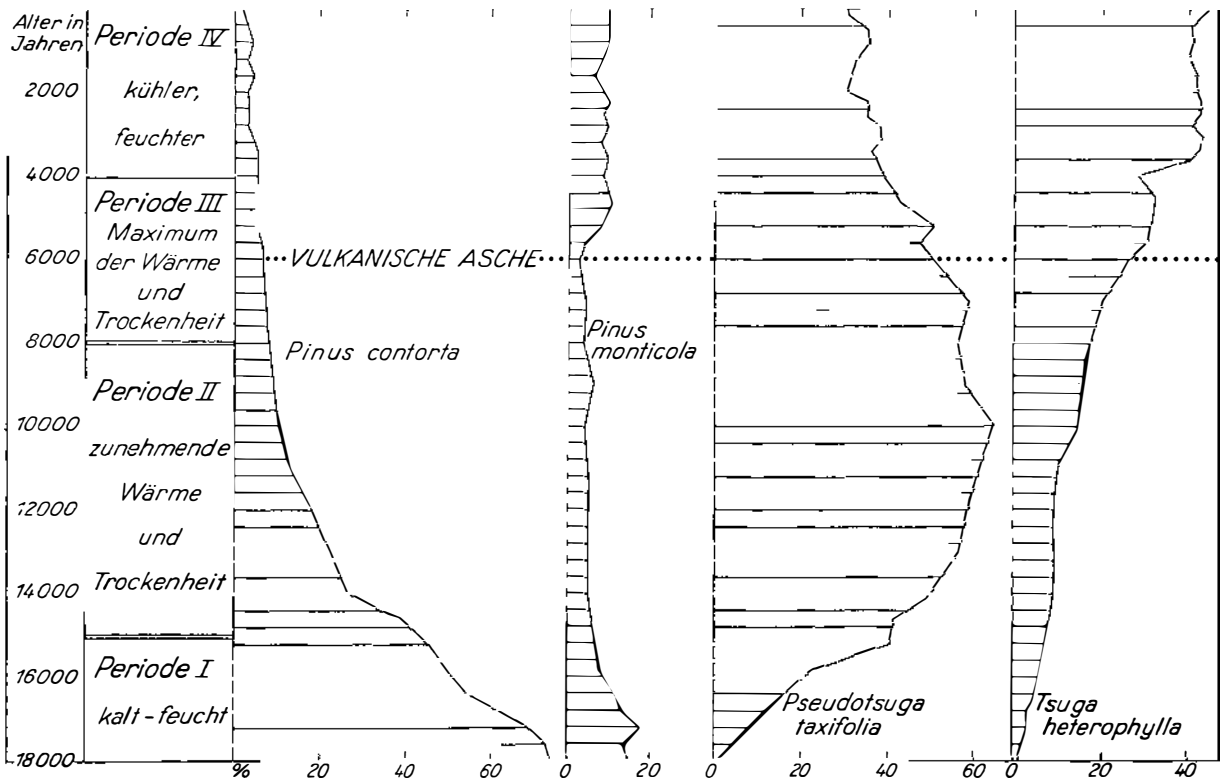 Alter in
Jahren
Periode IV
kühler,
feuchter
2000
4000
Periode III
Maximum
der Wärme
und
Trockenheit
6000
8000
Periode II
zunehmende
Wärme
und
Trockenheit
10000
12000
14000
Periode I
kalt-feucht
16000
18000
VULKANISCHE ASCHE
Pinus contorta
Pinus
monticola
Pseudotsuga
taxifolia
Tsuga
heterophylla
% 20 40 60 0 20 0 20 40 60 0 20 40